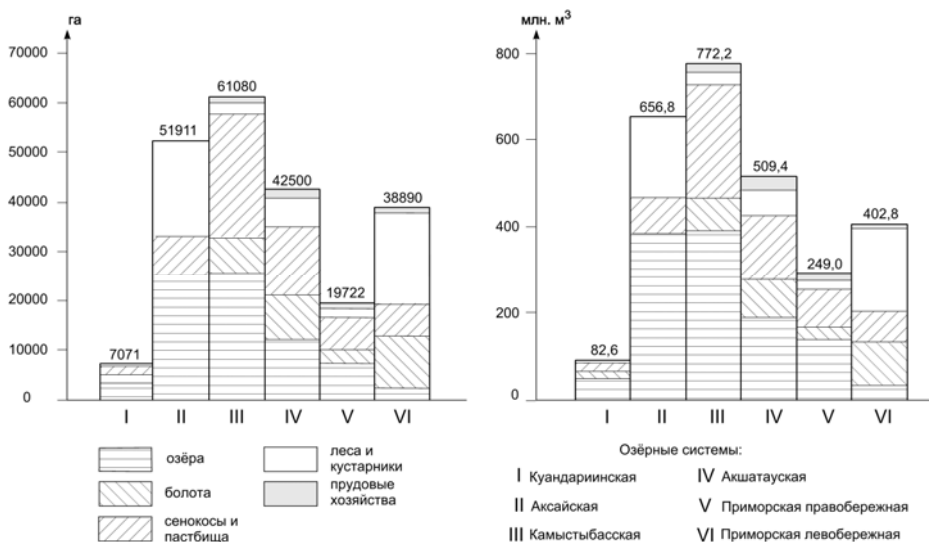 га
70000
60000
50000
40000
30000
20000
10000
0
7071
51911
61080
42500
19722
38890
I II III IV V VI
млн. м³
800
600
400
200
0
82,6
656,8
772,2
509,4
249,0
402,8
I II III IV V VI
озёра
болота
сенокосы и
пастбища
леса и
кустарники
прудовые
хозяйства
Озёрные системы:
I Куандариинская
II Аксайская
III Камыстыбасская
IV Акшатауская
V Приморская правобережная
VI Приморская левобережная